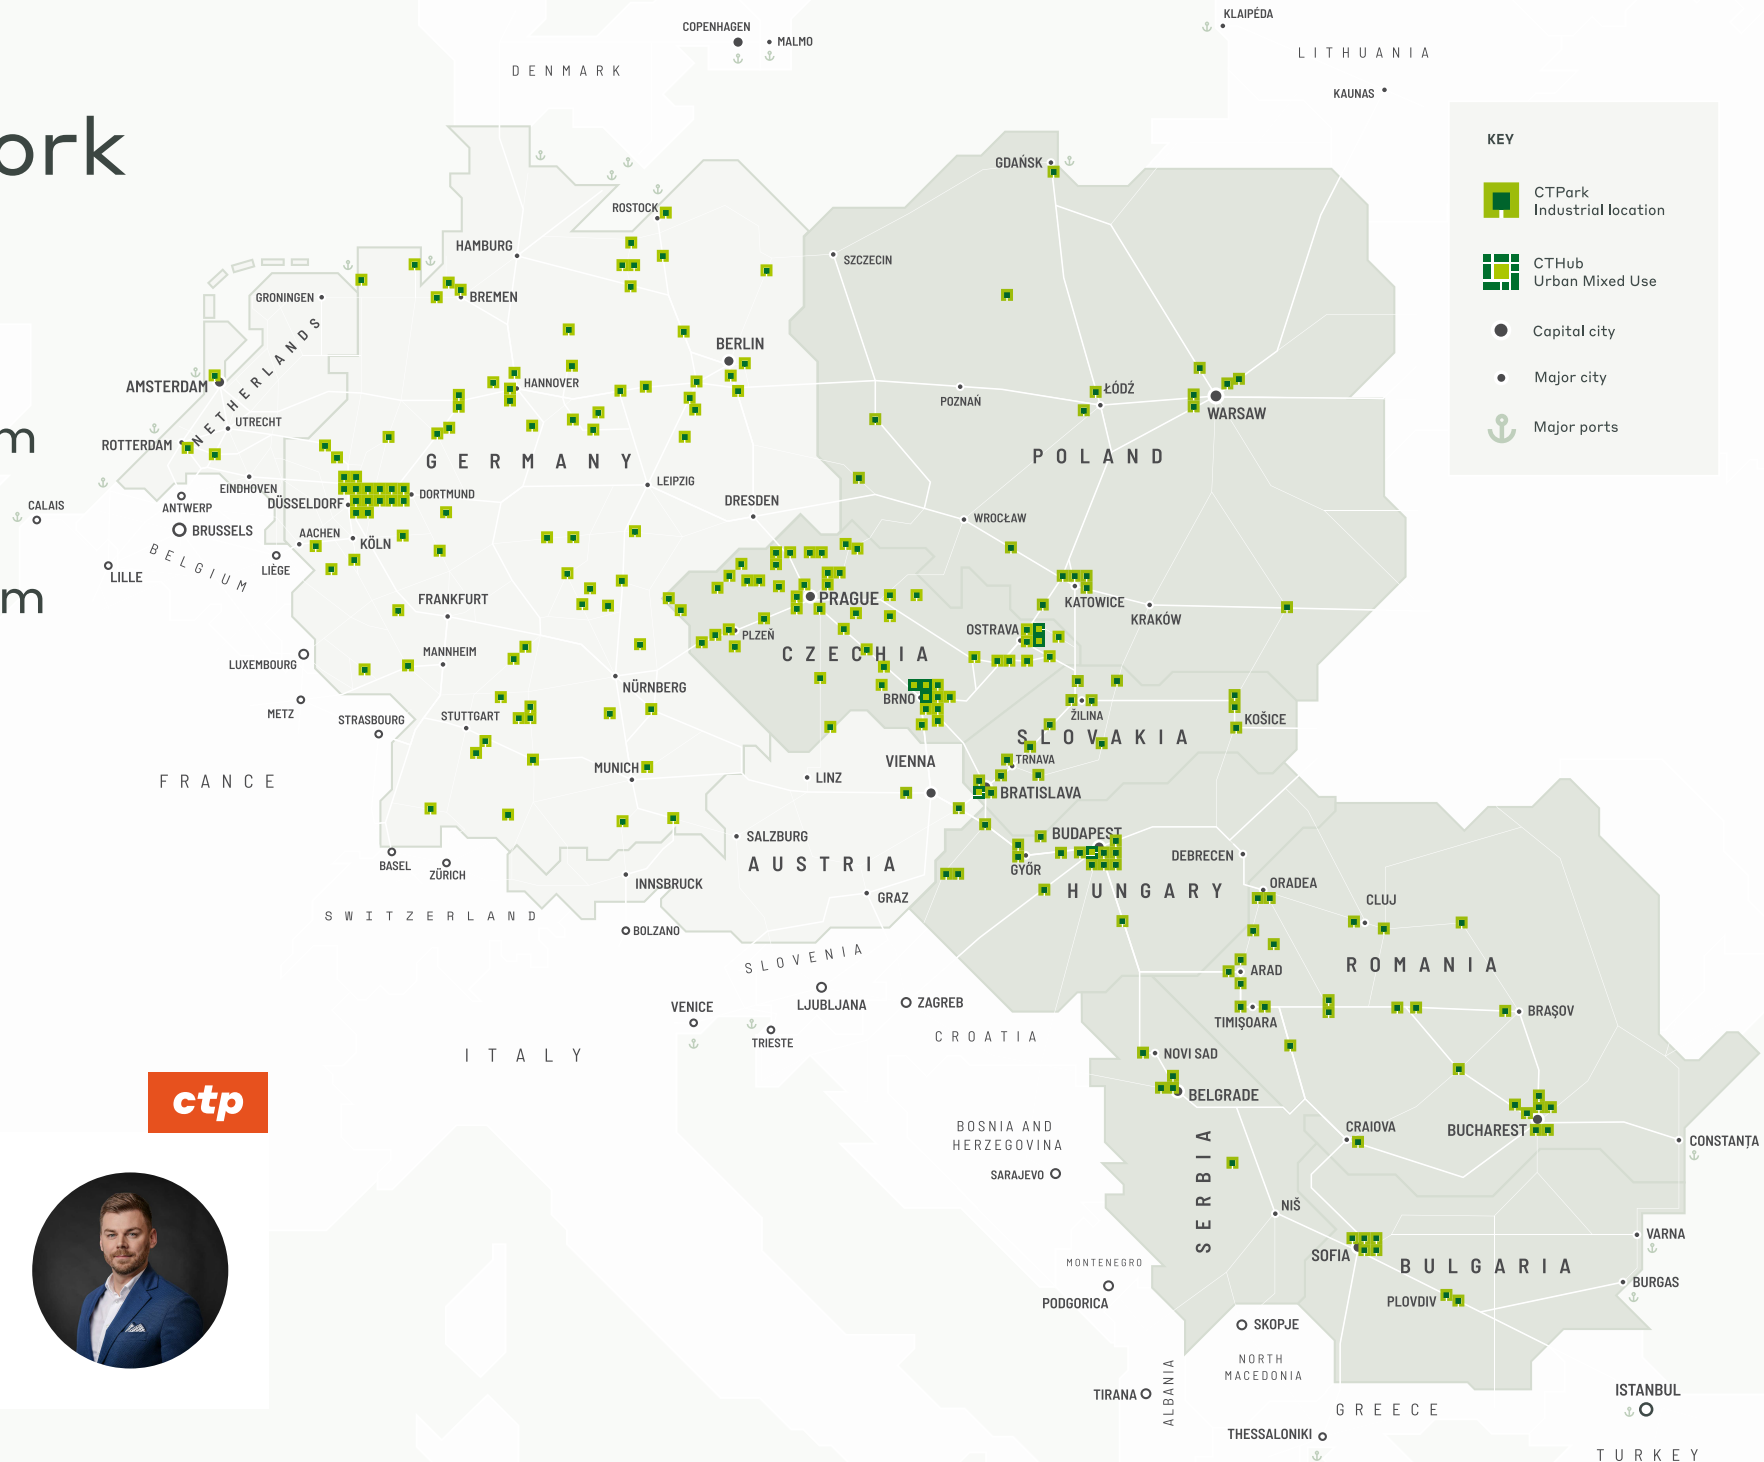 ork
m
m
ctp
KEY
CTPark
Industrial location
CTHub
Urban Mixed Use
Capital city
Major city
Major ports
COPENHAGEN
MALMO
DENMARK
KLAIPÉDA
LITHUANIA
KAUNAS
GDAŃSK
ROSTOCK
HAMBURG
SZCZECIN
GRONINGEN
BREMEN
NETHERLANDS
BERLIN
AMSTERDAM
HANNOVER
POZNAŃ
ŁÓDŹ
WARSAW
UTRECHT
ROTTERDAM
GERMANY
POLAND
EINDHOVEN
DÜSSELDORF
DORTMUND
LEIPZIG
DRESDEN
CALAIS
ANTWERP
BRUSSELS
AACHEN
KÖLN
WROCŁAW
BELGIUM
LIÈGE
LILLE
FRANKFURT
PRAGUE
KATOWICE
KRAKÓW
PLZEŇ
OSTRAVA
LUXEMBOURG
MANNHEIM
CZECHIA
NÜRNBERG
BRNO
METZ
STRASBOURG
STUTTGART
ŽILINA
KOŠICE
SLOVAKIA
FRANCE
MUNICH
LINZ
VIENNA
TRNAVA
BRATISLAVA
SALZBURG
BUDAPEST
BASEL
ZÜRICH
AUSTRIA
GYŐR
DEBRECEN
INNSBRUCK
GRAZ
HUNGARY
ORADEA
CLUJ
SWITZERLAND
BOLZANO
SLOVENIA
ARAD
ROMANIA
VENICE
LJUBLJANA
ZAGREB
TIMIŞOARA
BRAŞOV
TRIESTE
CROATIA
ITALY
NOVI SAD
BELGRADE
BOSNIA AND
HERZEGOVINA
CRAIOVA
BUCHAREST
CONSTANȚA
SARAJEVO
SERBIA
NIŠ
SOFIA
VARNA
BULGARIA
MONTENEGRO
PODGORICA
PLOVDIV
BURGAS
SKOPJE
NORTH
MACEDONIA
TIRANA
ALBANIA
GREECE
ISTANBUL
THESSALONIKI
TURKEY